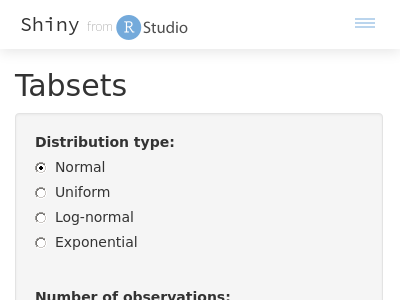 Shiny from R Studio
Tabsets
Distribution type:
Normal
Uniform
Log-normal
Exponential
Number of observations: